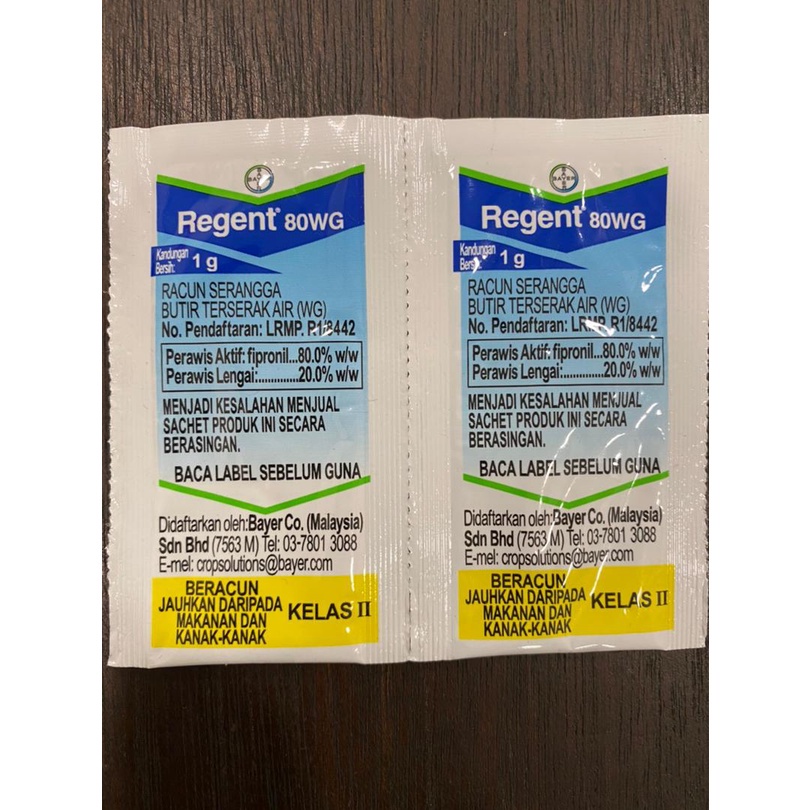 BAYER
Regent® 80WG
Kandungan
Bersih: 1 g
RACUN SERANGGA
BUTIR TERSERAK AIR (WG)
No. Pendaftaran: LRMP. R1/8442
Perawis Aktif: fipronil...80.0% w/w
Perawis Lengai:.............20.0% w/w
MENJADI KESALAHAN MENJUAL
SACHET PRODUK INI SECARA
BERASINGAN.
BACA LABEL SEBELUM GUNA
Didaftarkan oleh:Bayer Co. (Malaysia)
Sdn Bhd (7563 M) Tel: 03-7801 3088
E-mel: cropsolutions@bayer.com
BERACUN
JAUHKAN DARIPADA
MAKANAN DAN
KANAK-KANAK
KELAS II
BAYER
Regent® 80WG
Kandungan
Bersih: 1 g
RACUN SERANGGA
BUTIR TERSERAK AIR (WG)
No. Pendaftaran: LRMP. R1/8442
Perawis Aktif: fipronil...80.0% w/w
Perawis Lengai:.............20.0% w/w
MENJADI KESALAHAN MENJUAL
SACHET PRODUK INI SECARA
BERASINGAN.
BACA LABEL SEBELUM GUNA
Didaftarkan oleh:Bayer Co. (Malaysia)
Sdn Bhd (7563 M) Tel: 03-7801 3088
E-mel: cropsolutions@bayer.com
BERACUN
JAUHKAN DARIPADA
MAKANAN DAN
KANAK-KANAK
KELAS II